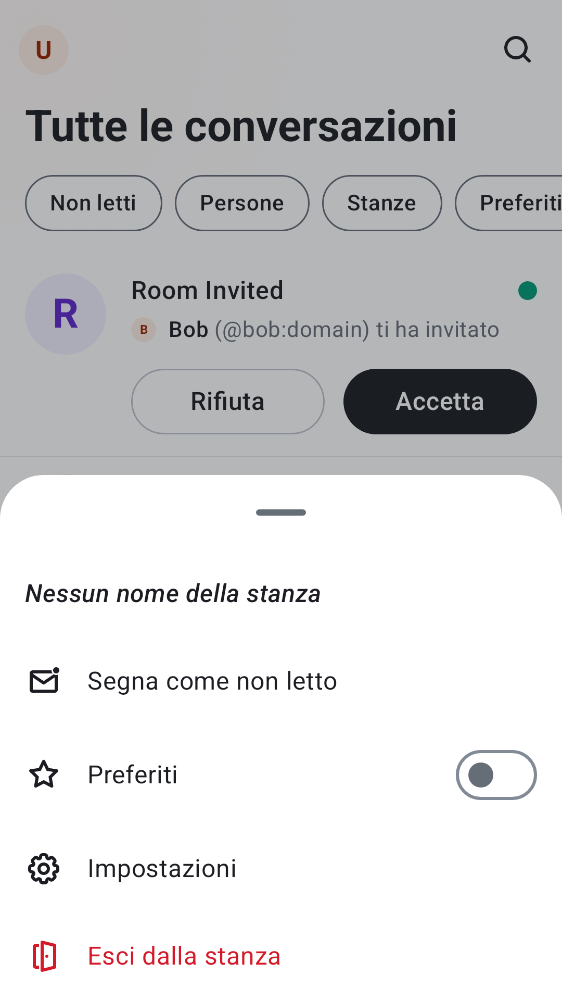 U
Tutte le conversazioni
Non letti Persone Stanze Preferiti
R
Room Invited
B Bob (@bob:domain) ti ha invitato
Rifiuta Accetta
Nessun nome della stanza
Segna come non letto
Preferiti
Impostazioni
Esci dalla stanza